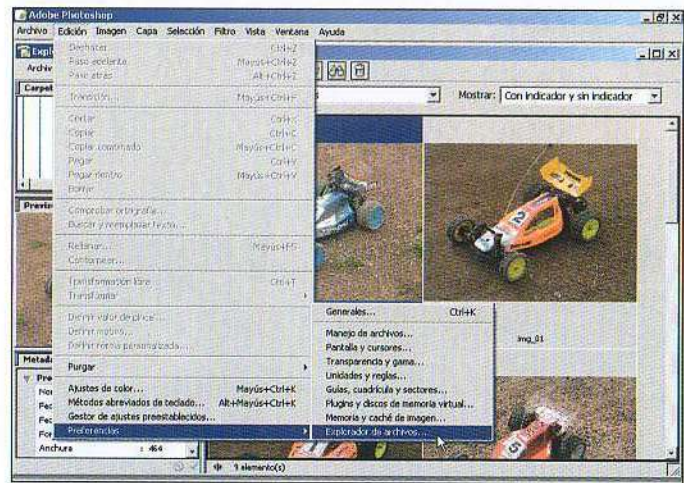 Adobe Photoshop
Archivo Edición Imagen Capa Selección Filtro Vista Ventana Ayuda
Deshacer Ctrl+Z
Paso adelante Mayús+Ctrl+Z
Paso atrás Alt+Ctrl+Z
Transición... Mayús+Ctrl+F
Cortar Ctrl+X
Copiar Ctrl+C
Copiar combinado Mayús+Ctrl+C
Pegar Ctrl+V
Pegar dentro Mayús+Ctrl+V
Borrar
Comprobar ortografía...
Buscar y reemplazar texto...
Rellenar... Mayús+F5
Contornear...
Transformación libre Ctrl+T
Transformar
Definir valor de pincel...
Definir motivo...
Definir forma personalizada...
Purgar
Ajustes de color... Mayús+Ctrl+K
Métodos abreviados de teclado... Alt+Mayús+Ctrl+K
Gestor de ajustes preestablecidos...
Preferencias
Mostrar: Con indicador y sin indicador
Generales... Ctrl+K
Manejo de archivos...
Pantalla y cursores...
Transparencia y gama...
Unidades y reglas...
Guías, cuadrícula y sectores...
Plugins y discos de memoria virtual...
Memoria y caché de imagen...
Explorador de archivos...
img_01
2
5
Anchura : 464
9 elemento(s)